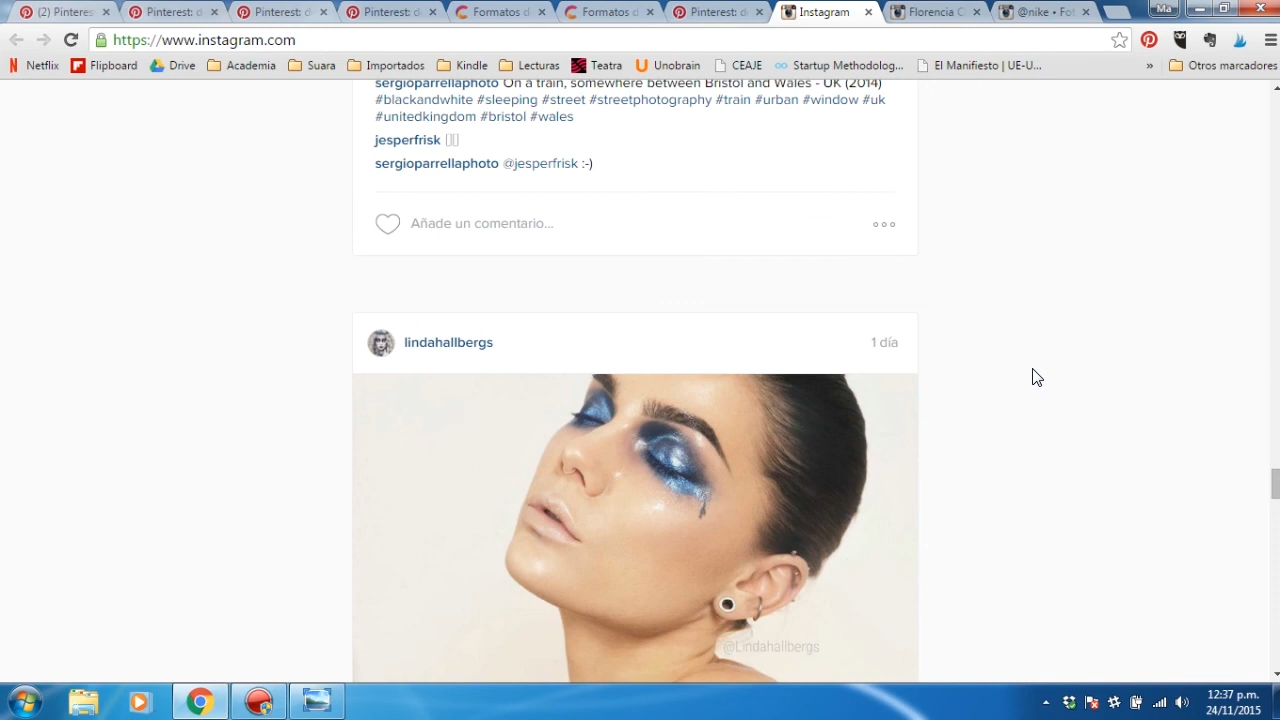 (2) Pinteres
Pinterest: d
Pinterest: d
Pinterest: d
Formatos d
Formatos d
Pinterest: d
Instagram
Florencia C
@nike • Fot
Ma
https://www.instagram.com
Netflix
Flipboard
Drive
Academia
Suara
Importados
Kindle
Lecturas
Teatra
Unobrain
CEAJE
Startup Methodolog...
El Manifiesto | UE-U...
»
Otros marcadores
sergioparrellaphoto On a train, somewhere between Bristol and Wales - UK (2014)
#blackandwhite #sleeping #street #streetphotography #train #urban #window #uk
#unitedkingdom #bristol #wales
jesperfrisk
sergioparrellaphoto @jesperfrisk :-)
Añade un comentario...
lindahallbergs
1 día
@Lindahallbergs
12:37 p.m.
24/11/2015